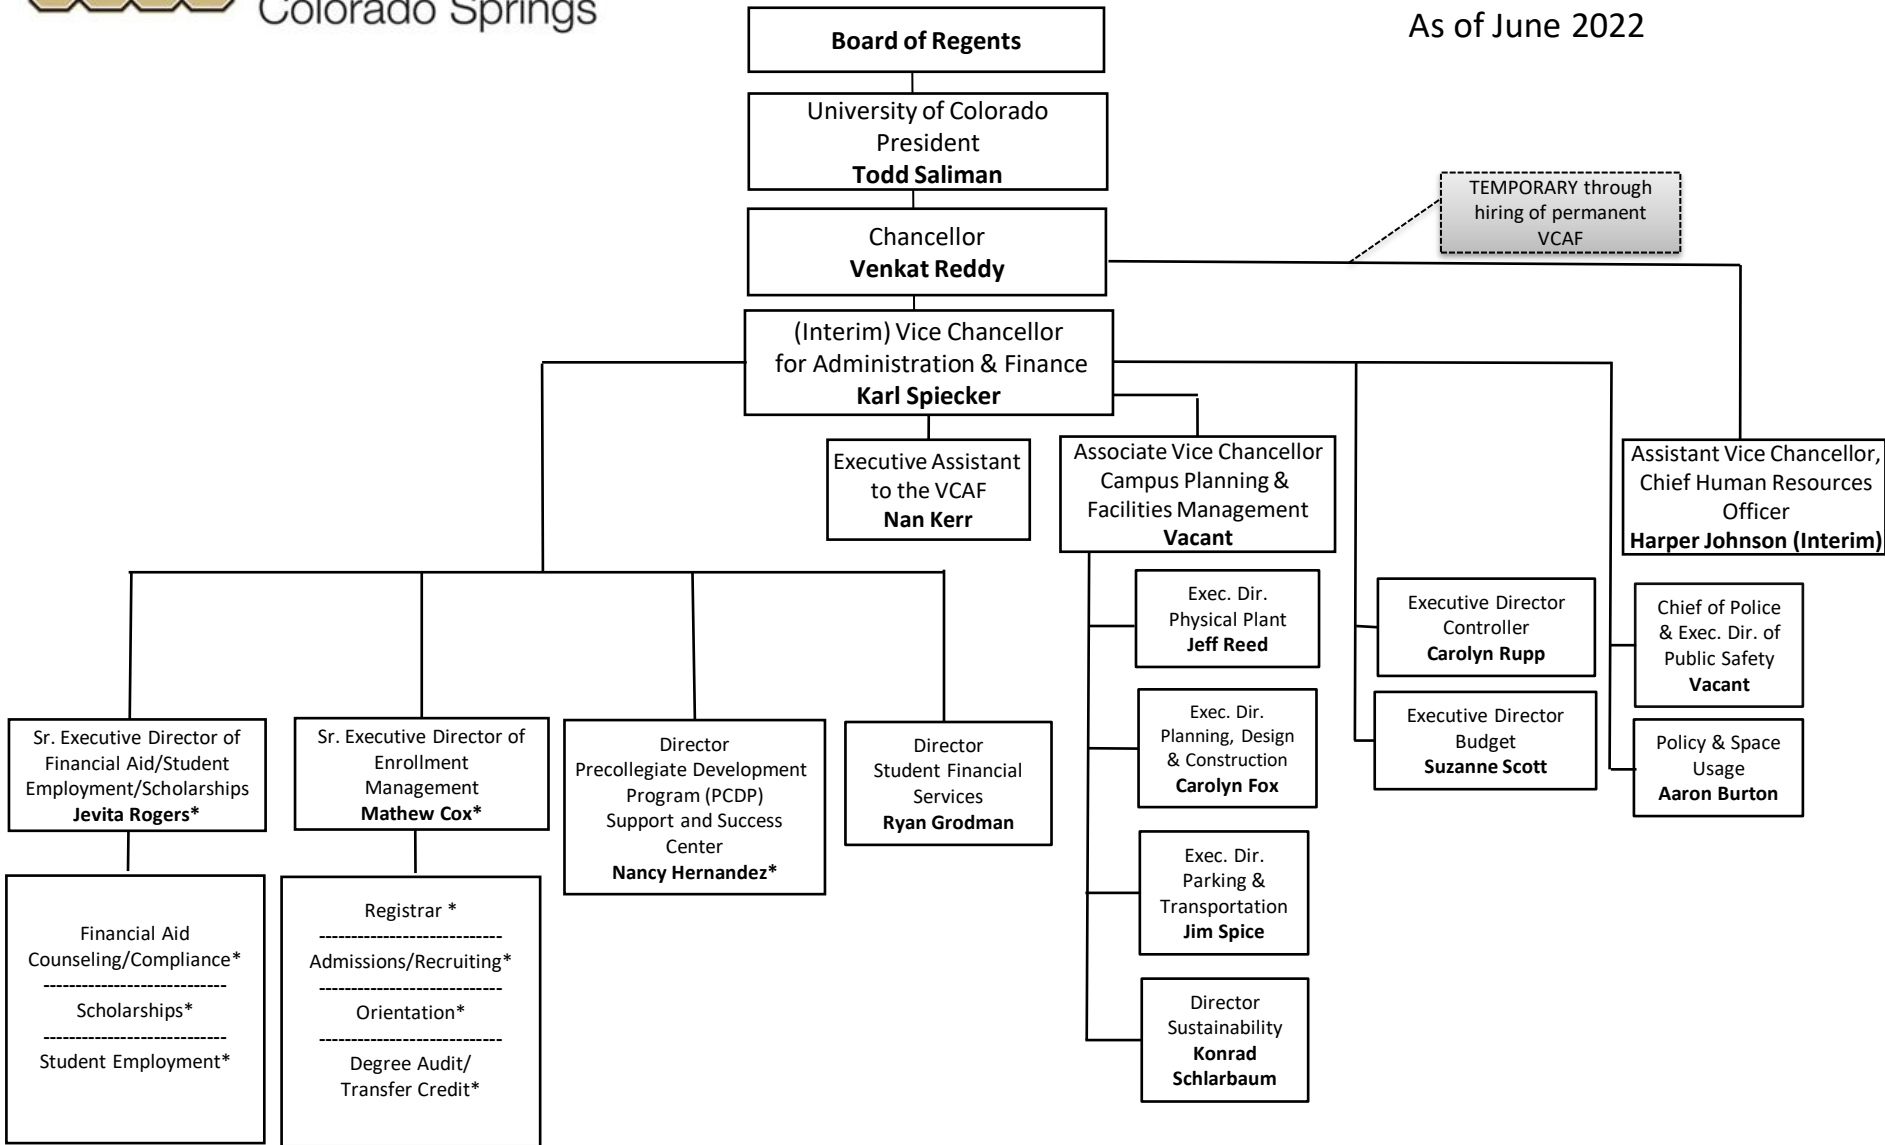 Colorado Springs
As of June 2022
Board of Regents
University of Colorado
President
Todd Saliman
TEMPORARY through
hiring of permanent
VCAF
Chancellor
Venkat Reddy
(Interim) Vice Chancellor
for Administration & Finance
Karl Spiecker
Executive Assistant
to the VCAF
Nan Kerr
Associate Vice Chancellor
Campus Planning &
Facilities Management
Vacant
Assistant Vice Chancellor,
Chief Human Resources
Officer
Harper Johnson (Interim)
Exec. Dir.
Physical Plant
Jeff Reed
Executive Director
Controller
Carolyn Rupp
Chief of Police
& Exec. Dir. of
Public Safety
Vacant
Sr. Executive Director of
Financial Aid/Student
Employment/Scholarships
Jevita Rogers*
Sr. Executive Director of
Enrollment
Management
Mathew Cox*
Director
Precollegiate Development
Program (PCDP)
Support and Success
Center
Nancy Hernandez*
Director
Student Financial
Services
Ryan Grodman
Exec. Dir.
Planning, Design
& Construction
Carolyn Fox
Executive Director
Budget
Suzanne Scott
Policy & Space
Usage
Aaron Burton
Exec. Dir.
Parking &
Transportation
Jim Spice
Financial Aid
Counseling/Compliance*
-----------------------------
Scholarships*
-----------------------------
Student Employment*
Registrar *
-----------------------------
Admissions/Recruiting*
-----------------------------
Orientation*
-----------------------------
Degree Audit/
Transfer Credit*
Director
Sustainability
Konrad
Schlarbaum